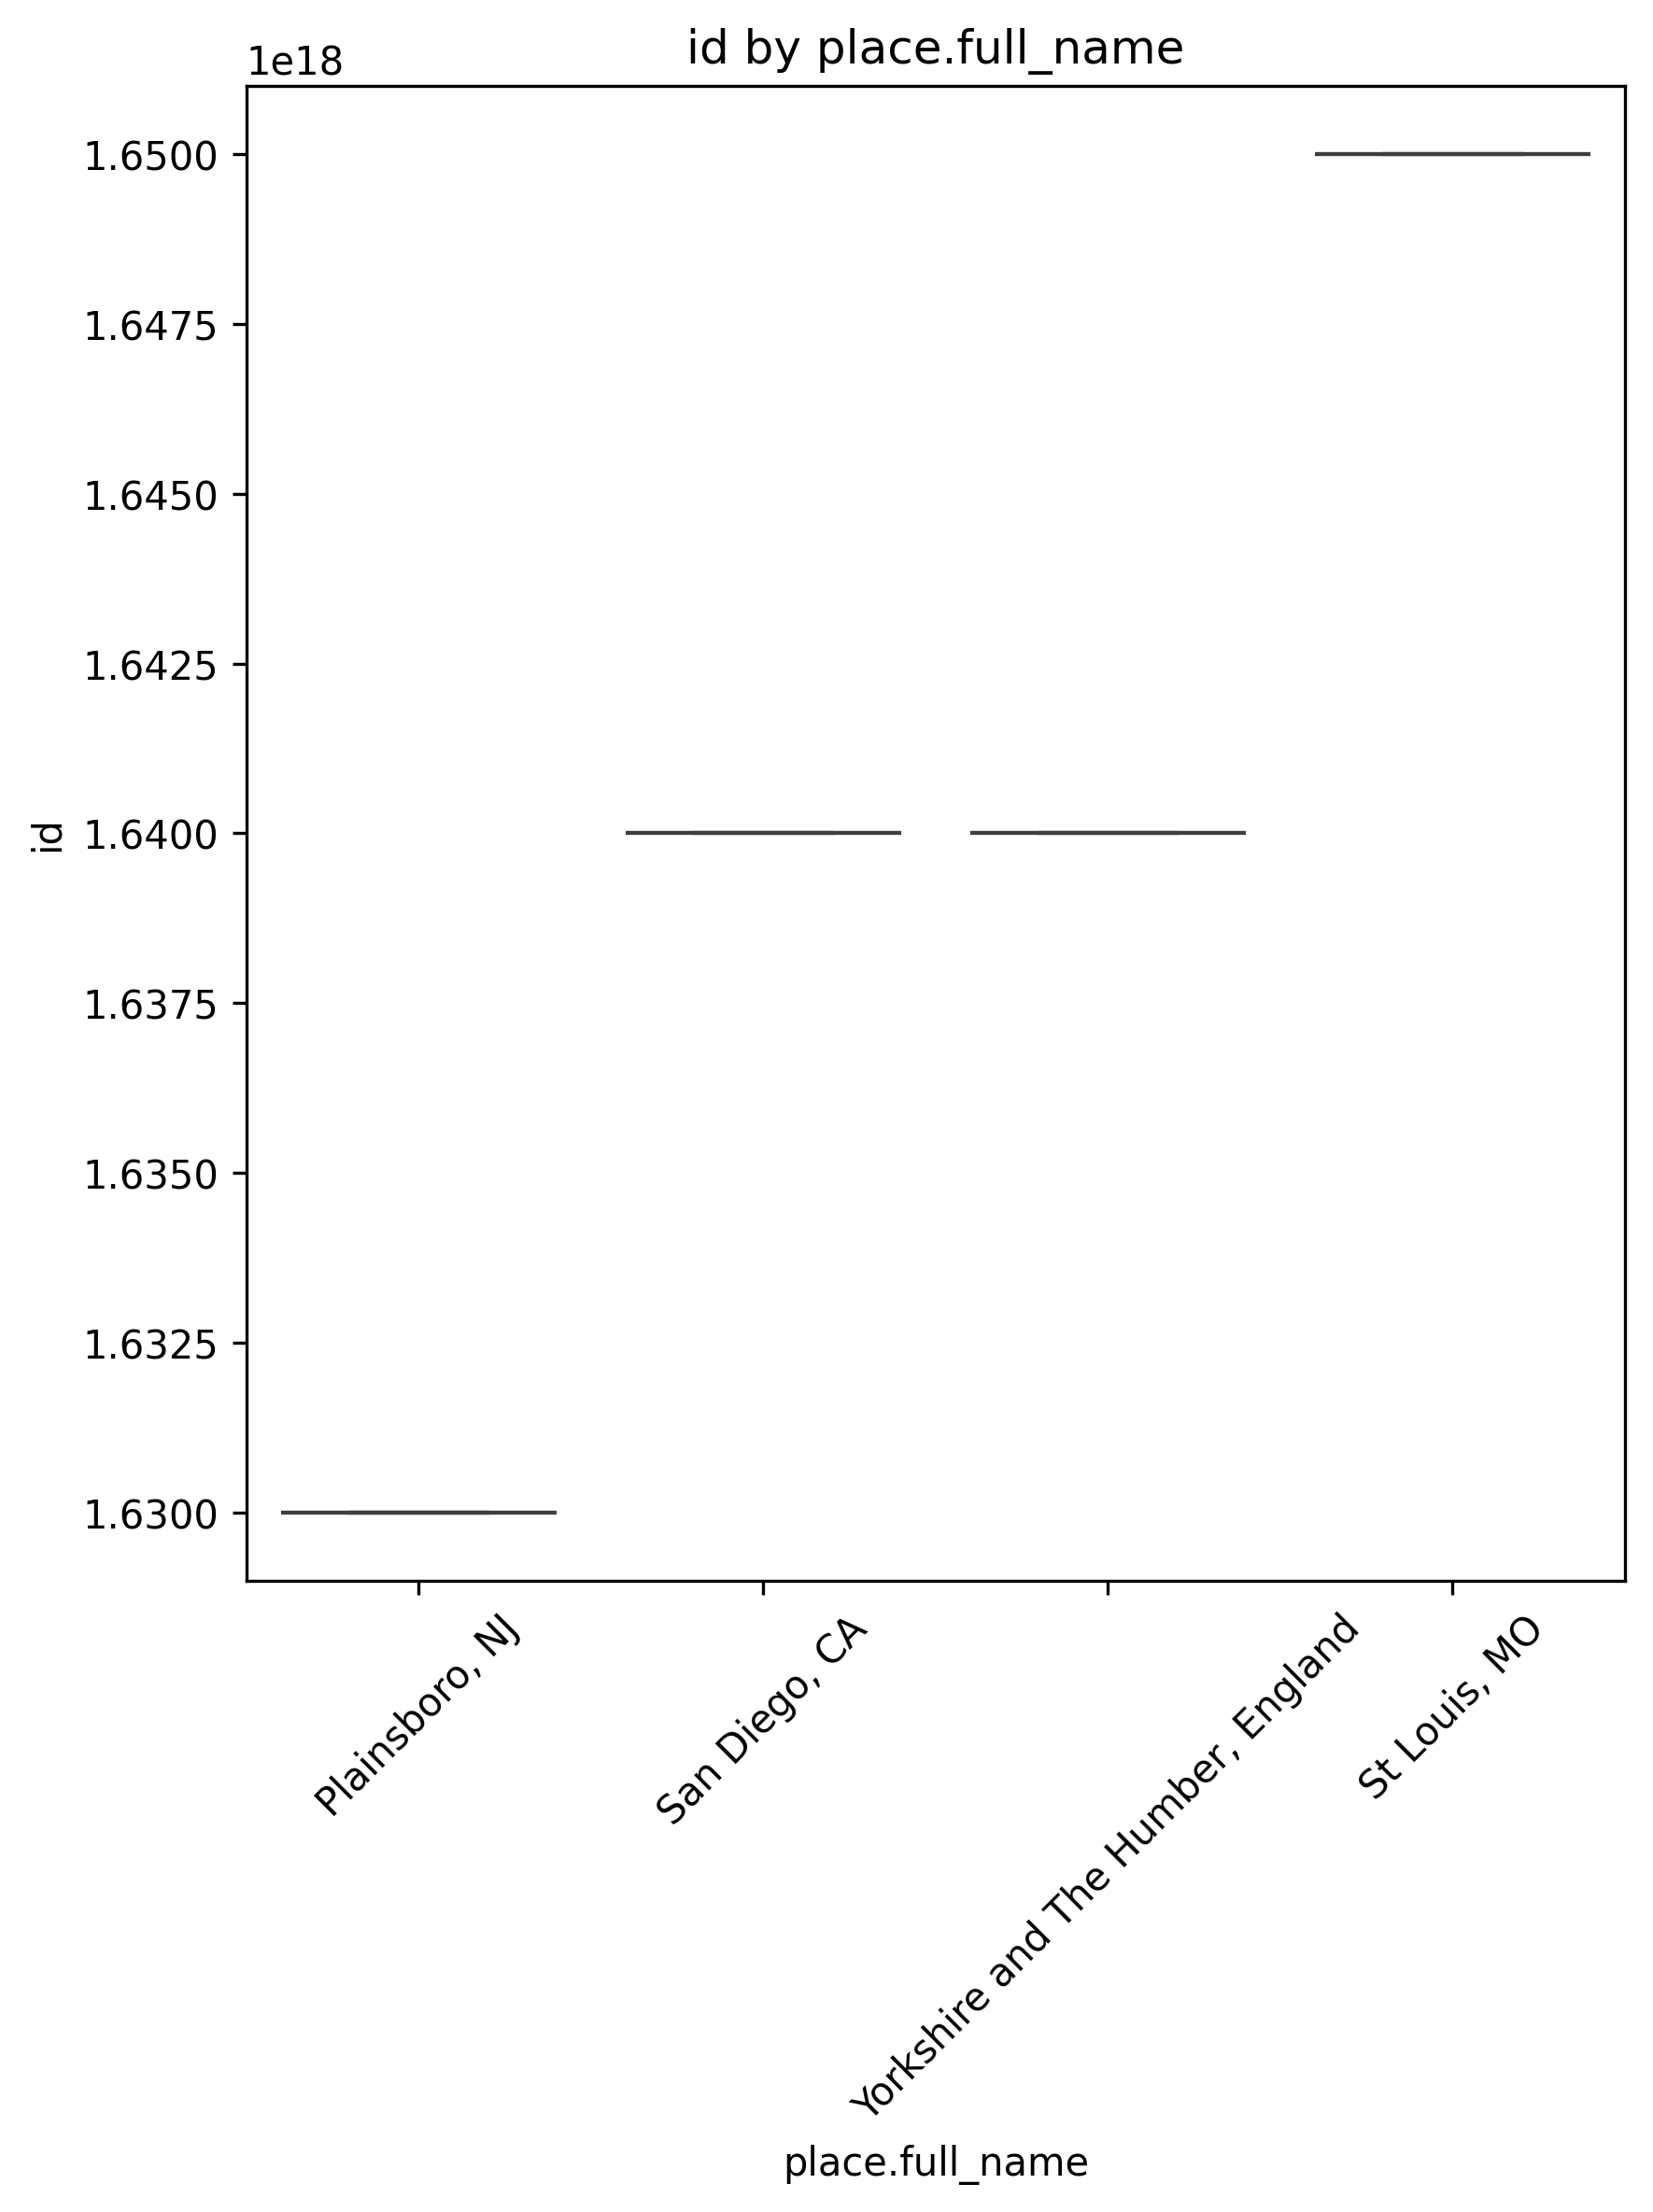 id by place.full_name
1e18
1.6500
1.6475
1.6450
1.6425
1.6400
1.6375
1.6350
1.6325
1.6300
id
Plainsboro, NJ
San Diego, CA
Yorkshire and The Humber, England
St Louis, MO
place.full_name